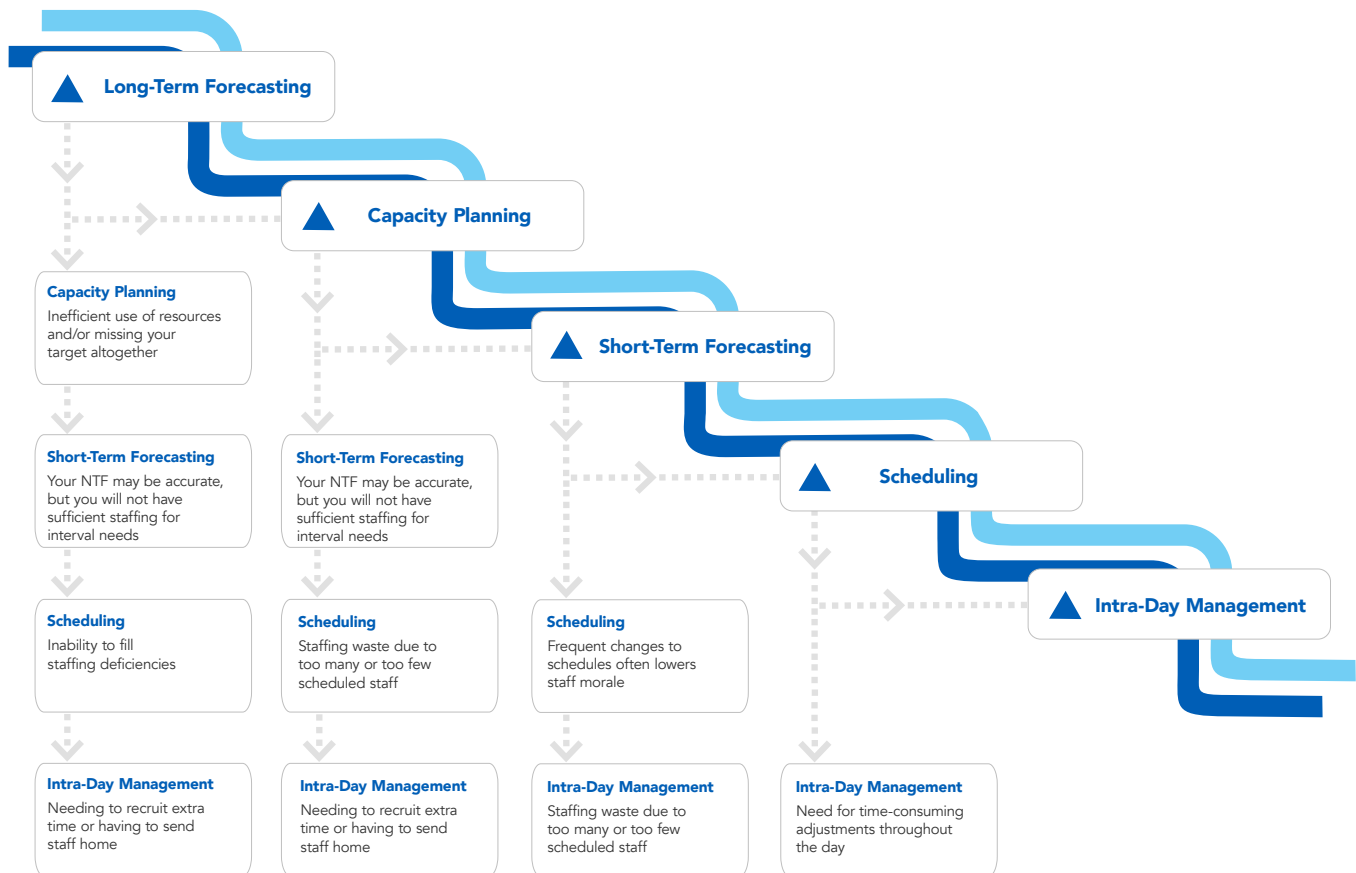 Long-Term Forecasting
Capacity Planning
Short-Term Forecasting
Scheduling
Intra-Day Management
Capacity Planning
Inefficient use of resources
and/or missing your
target altogether
Short-Term Forecasting
Your NTF may be accurate,
but you will not have
sufficient staffing for
interval needs
Scheduling
Inability to fill
staffing deficiencies
Intra-Day Management
Needing to recruit extra
time or having to send
staff home
Short-Term Forecasting
Your NTF may be accurate,
but you will not have
sufficient staffing for
interval needs
Scheduling
Staffing waste due to
too many or too few
scheduled staff
Intra-Day Management
Needing to recruit extra
time or having to send
staff home
Scheduling
Frequent changes to
schedules often lowers
staff morale
Intra-Day Management
Staffing waste due to
too many or too few
scheduled staff
Intra-Day Management
Need for time-consuming
adjustments throughout
the day